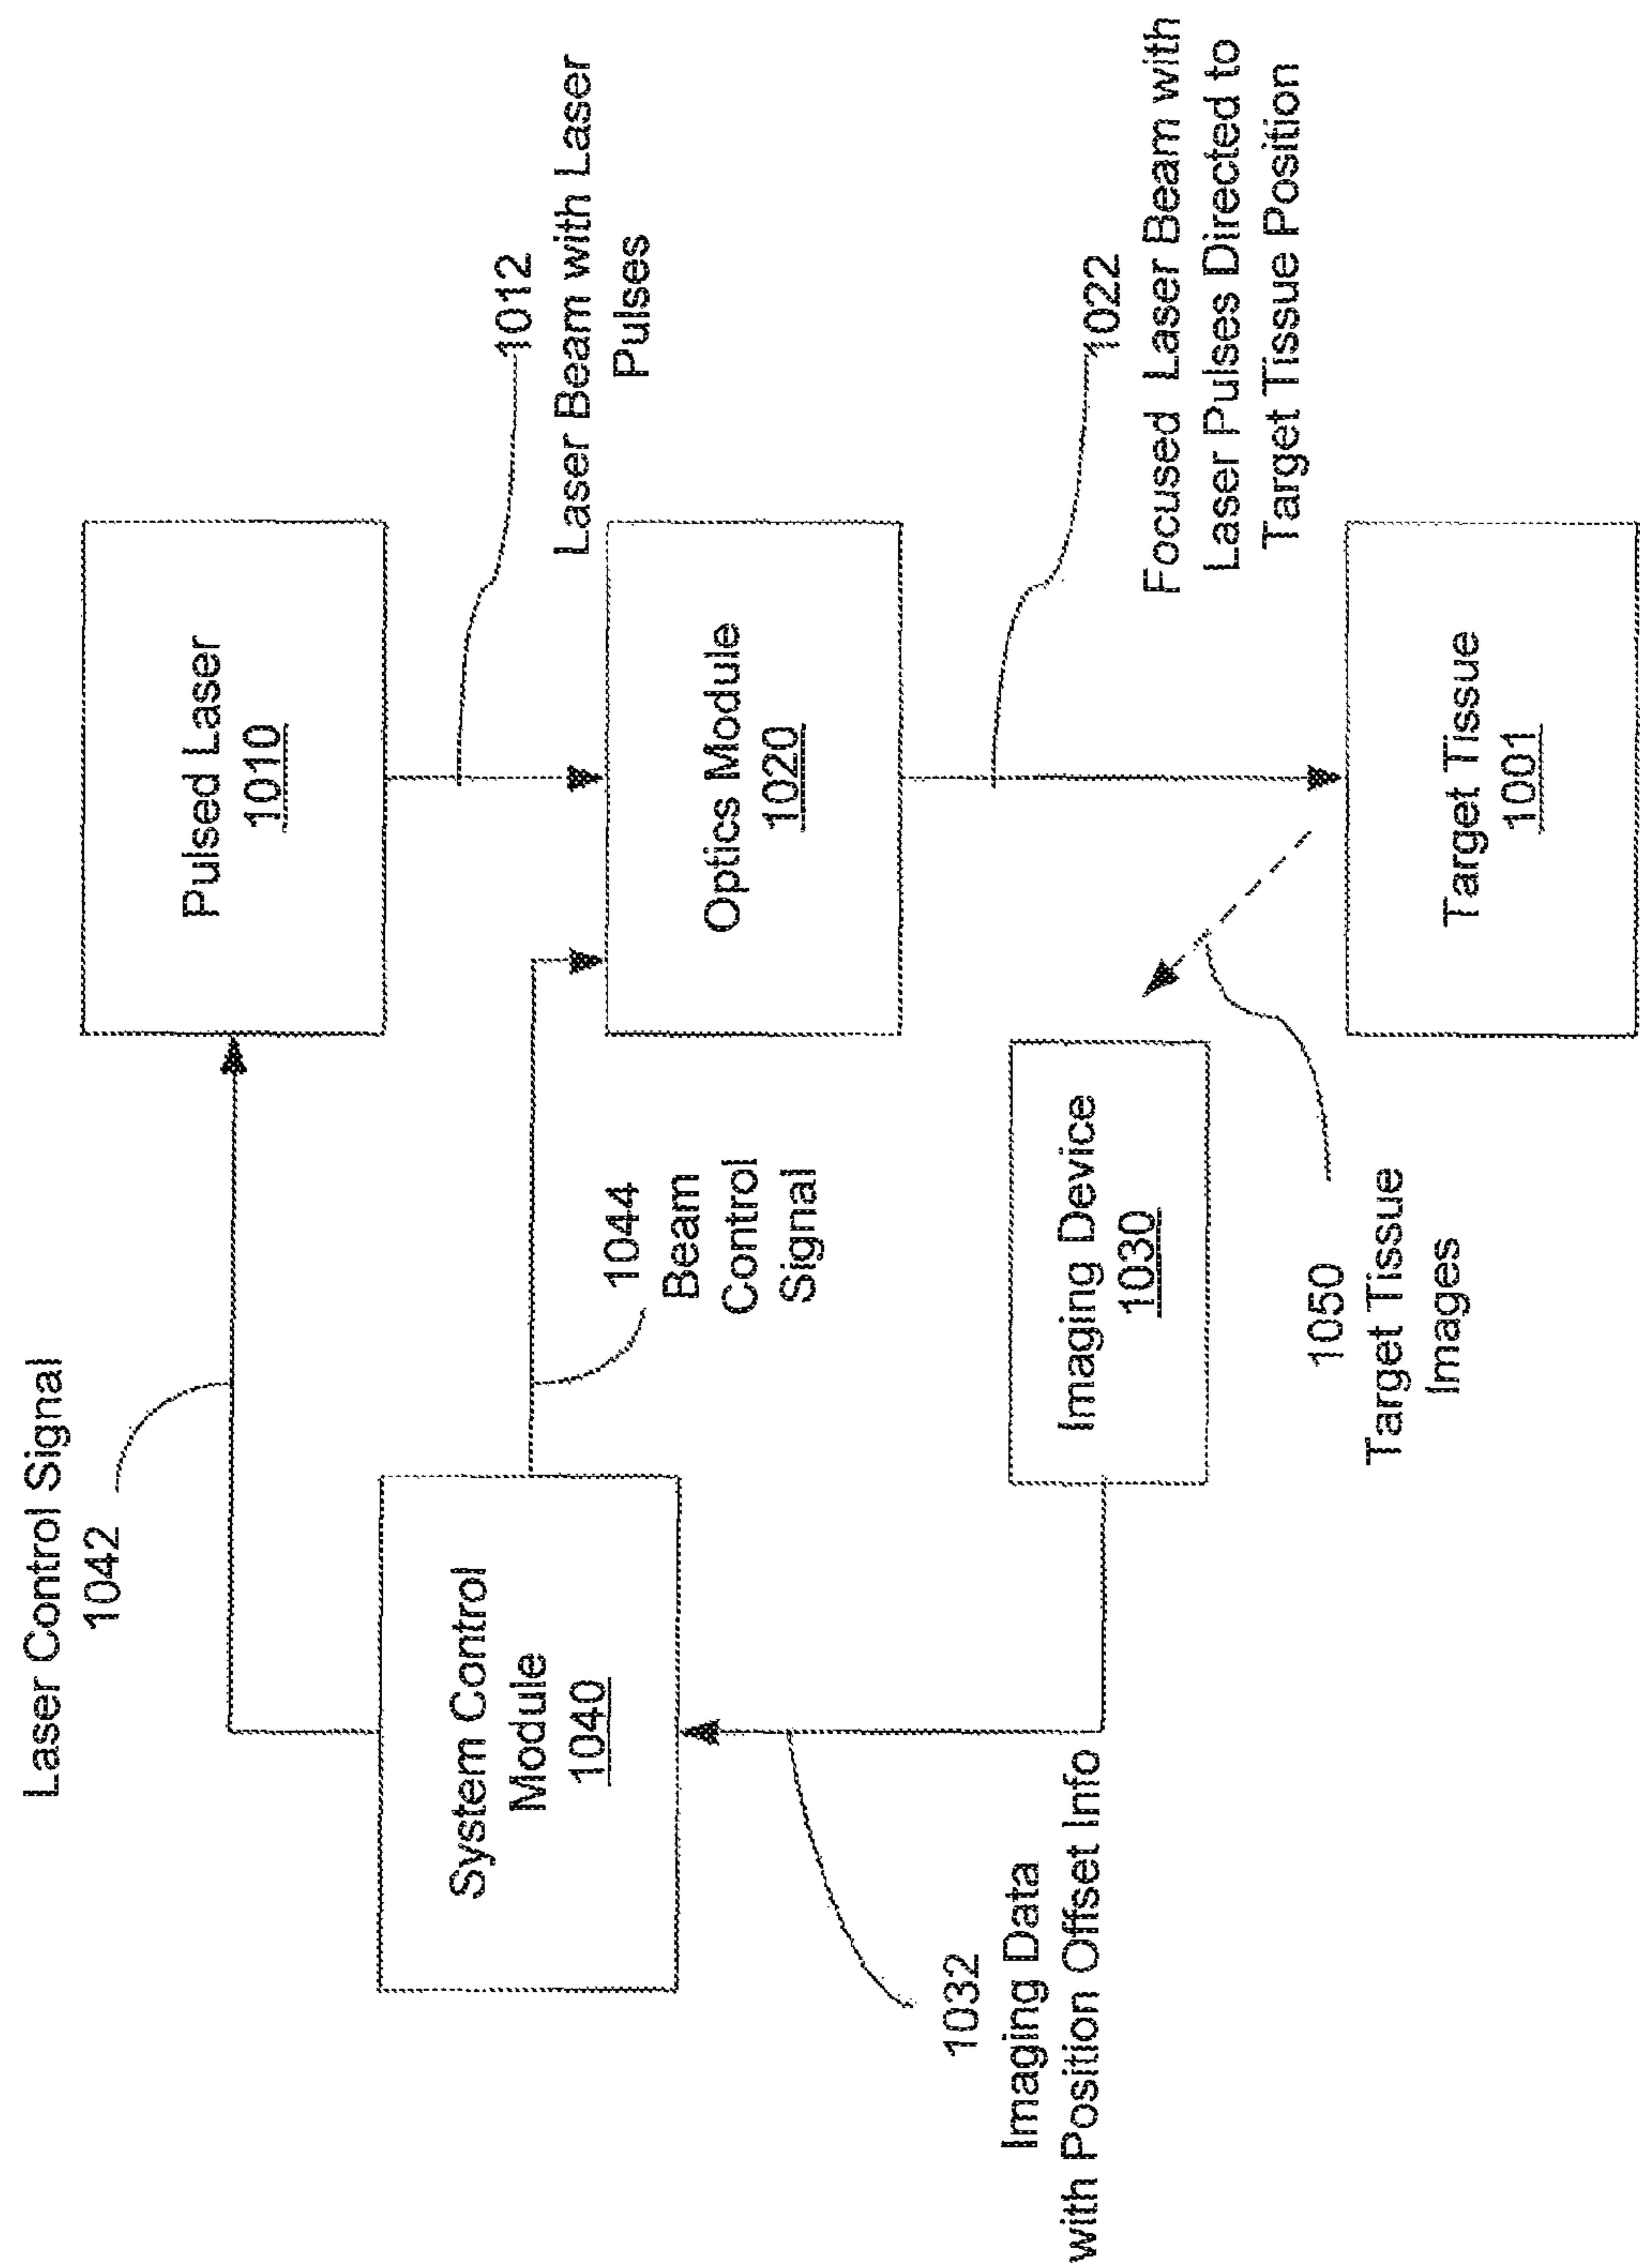 Laser Control Signal
1042
Pulsed Laser
1010
1012
Laser Beam with Laser
Pulses
System Control
Module
1040
1044
Beam
Control
Signal
Optics Module
1020
1022
Focused Laser Beam with
Laser Pulses Directed to
Target Tissue Position
1032
Imaging Data
with Position Offset Info
Imaging Device
1030
1050
Target Tissue
Images
Target Tissue
1001